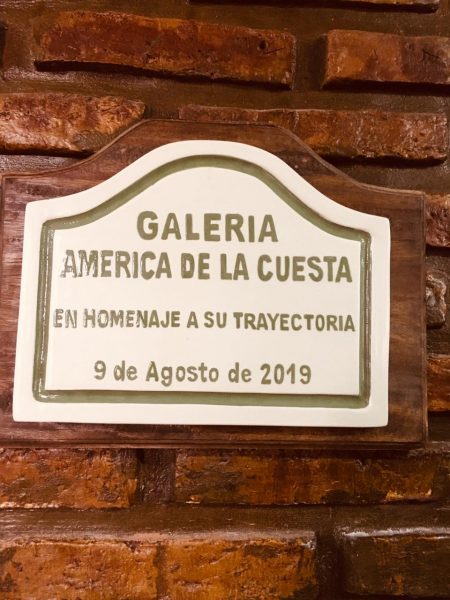 GALERIA
AMERICA DE LA CUESTA
EN HOMENAJE A SU TRAYECTORIA
9 de Agosto de 2019